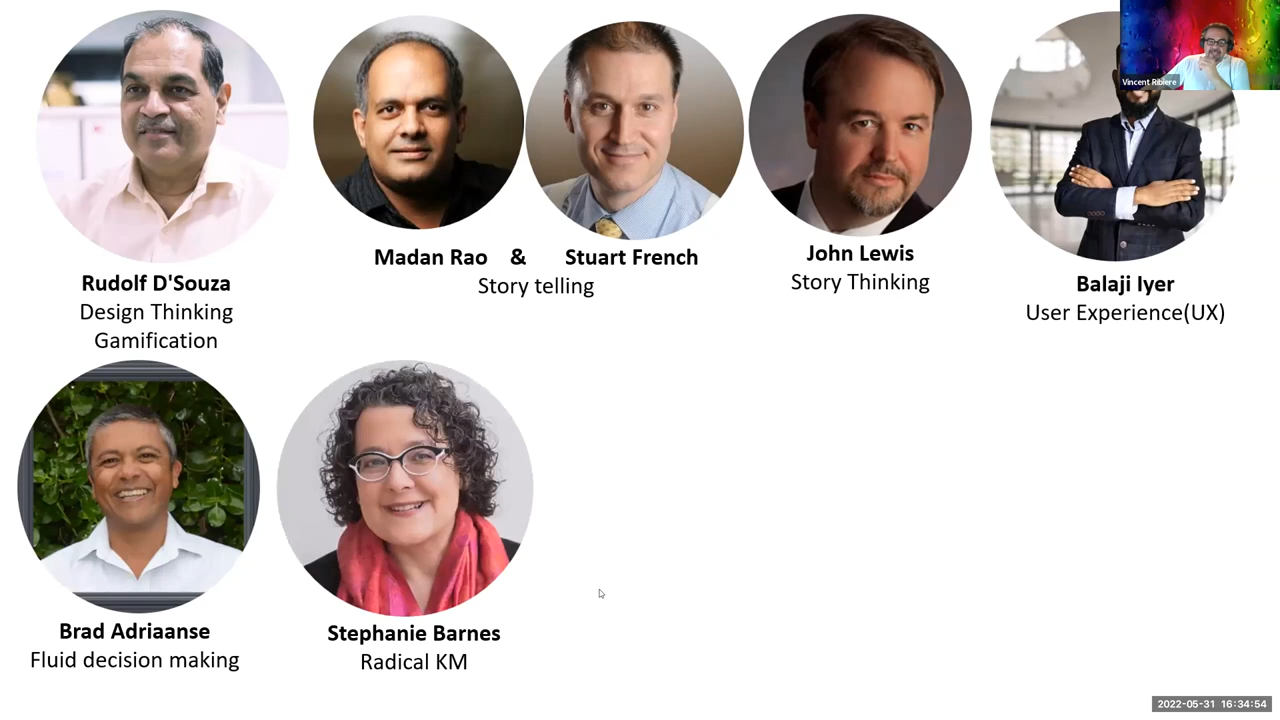 Vincent Ribiere
Rudolf D'Souza
Design Thinking
Gamification
Madan Rao & Stuart French
Story telling
John Lewis
Story Thinking
Balaji Iyer
User Experience(UX)
Brad Adriaanse
Fluid decision making
Stephanie Barnes
Radical KM
2022-05-31 16:34:54